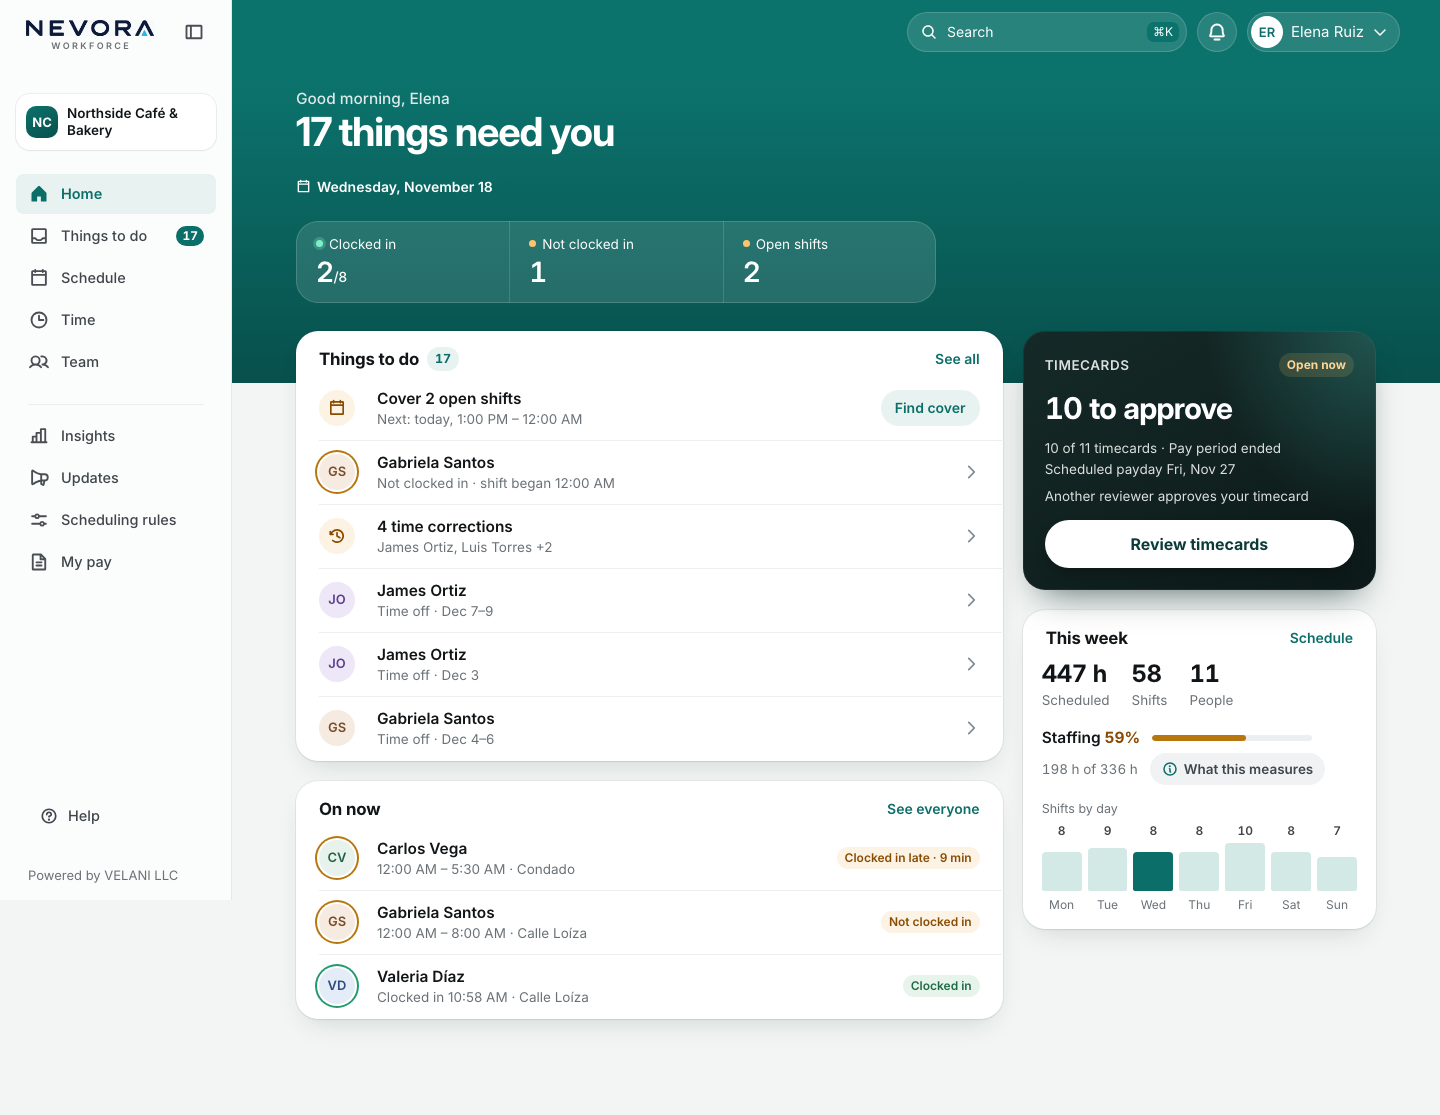 NEVORA
WORKFORCE
Search
⌘K
ER
Elena Ruiz
NC
Northside Café &
Bakery
Home
Things to do
17
Schedule
Time
Team
Insights
Updates
Scheduling rules
My pay
Help
Powered by VELANI LLC
Good morning, Elena
17 things need you
Wednesday, November 18
Clocked in
2/8
Not clocked in
1
Open shifts
2
Things to do
17
See all
Cover 2 open shifts
Next: today, 1:00 PM – 12:00 AM
Find cover
GS
Gabriela Santos
Not clocked in · shift began 12:00 AM
4 time corrections
James Ortiz, Luis Torres +2
JO
James Ortiz
Time off · Dec 7–9
JO
James Ortiz
Time off · Dec 3
GS
Gabriela Santos
Time off · Dec 4–6
On now
See everyone
CV
Carlos Vega
12:00 AM – 5:30 AM · Condado
Clocked in late · 9 min
GS
Gabriela Santos
12:00 AM – 8:00 AM · Calle Loíza
Not clocked in
VD
Valeria Díaz
Clocked in 10:58 AM · Calle Loíza
Clocked in
TIMECARDS
Open now
10 to approve
10 of 11 timecards · Pay period ended
Scheduled payday Fri, Nov 27
Another reviewer approves your timecard
Review timecards
This week
Schedule
447 h
58
11
Scheduled
Shifts
People
Staffing 59%
198 h of 336 h
What this measures
Shifts by day
8 9 8 8 10 8 7
Mon Tue Wed Thu Fri Sat Sun